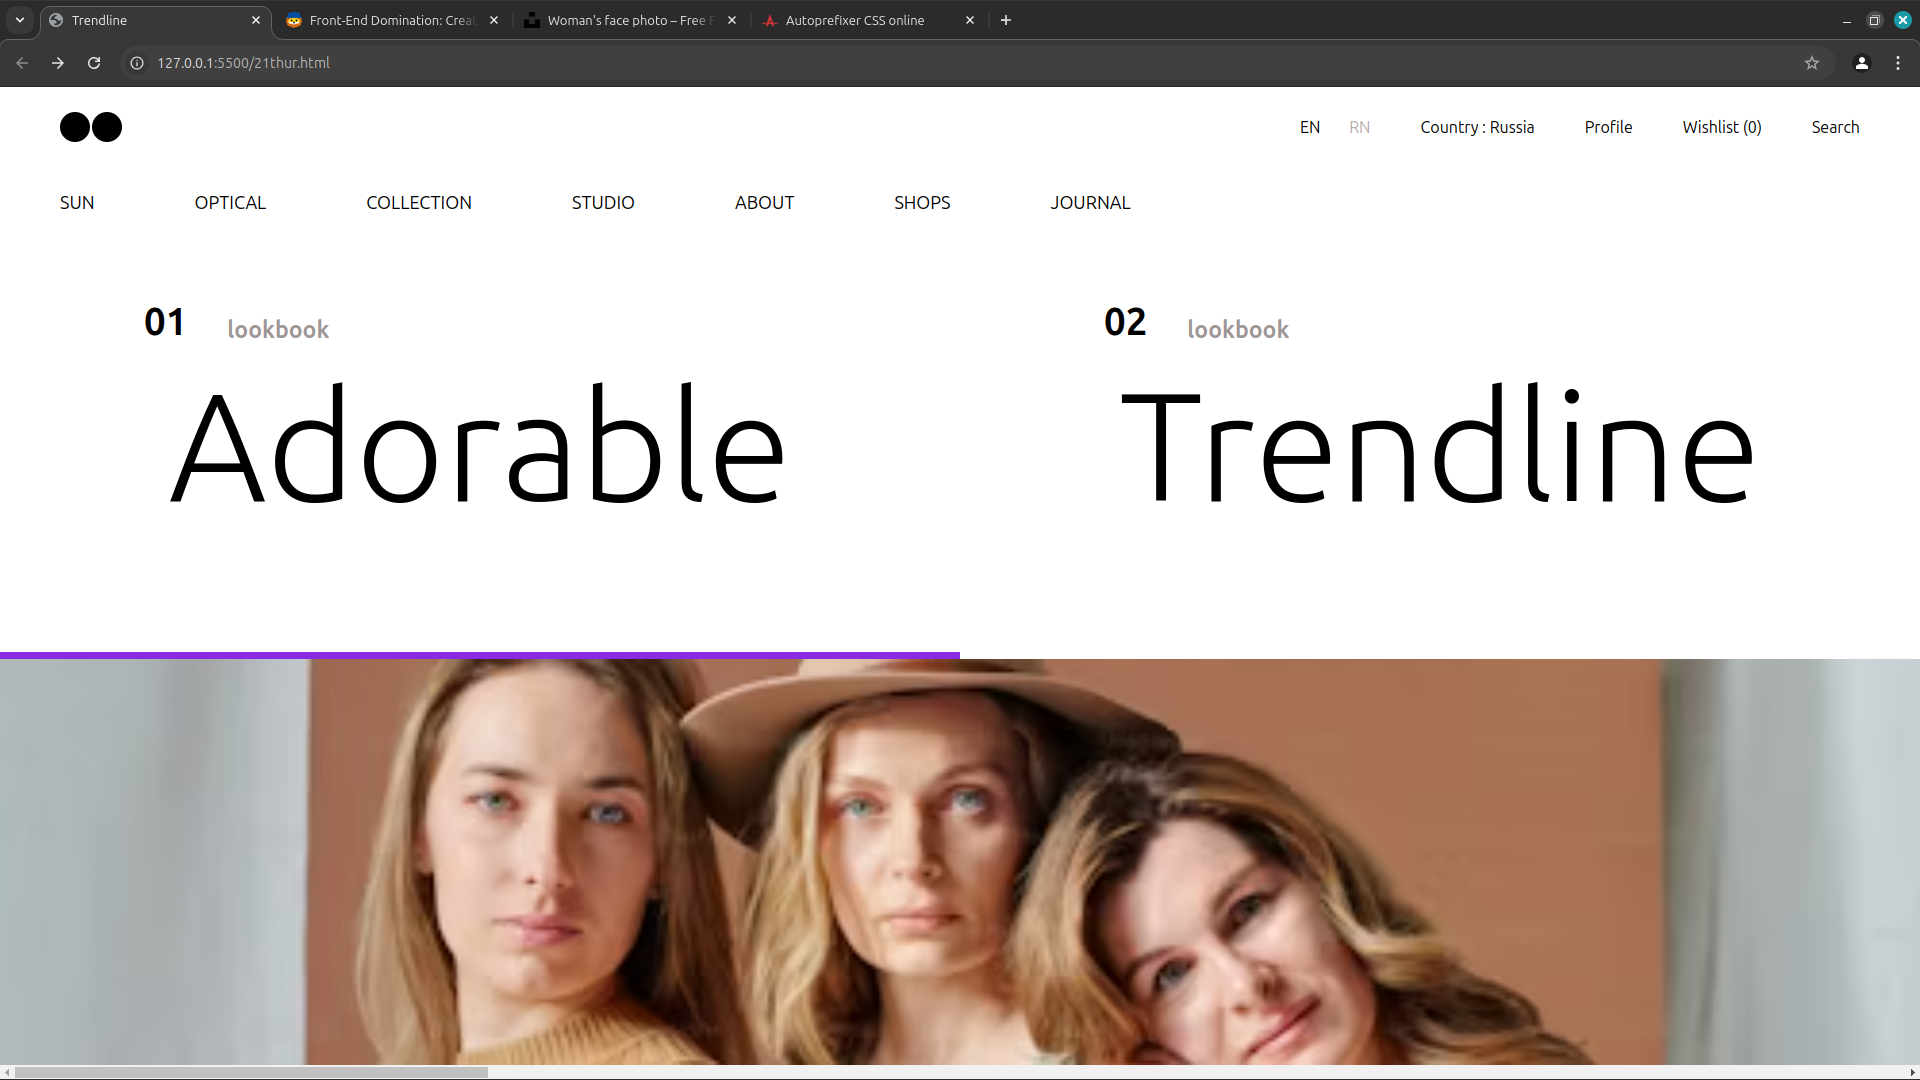 Trendline
Front-End Domination: Creat
Woman's face photo – Free F
Autoprefixer CSS online
127.0.0.1:5500/21thur.html
EN RN Country : Russia Profile Wishlist (0) Search
SUN OPTICAL COLLECTION STUDIO ABOUT SHOPS JOURNAL
01 lookbook
Adorable
02 lookbook
Trendline